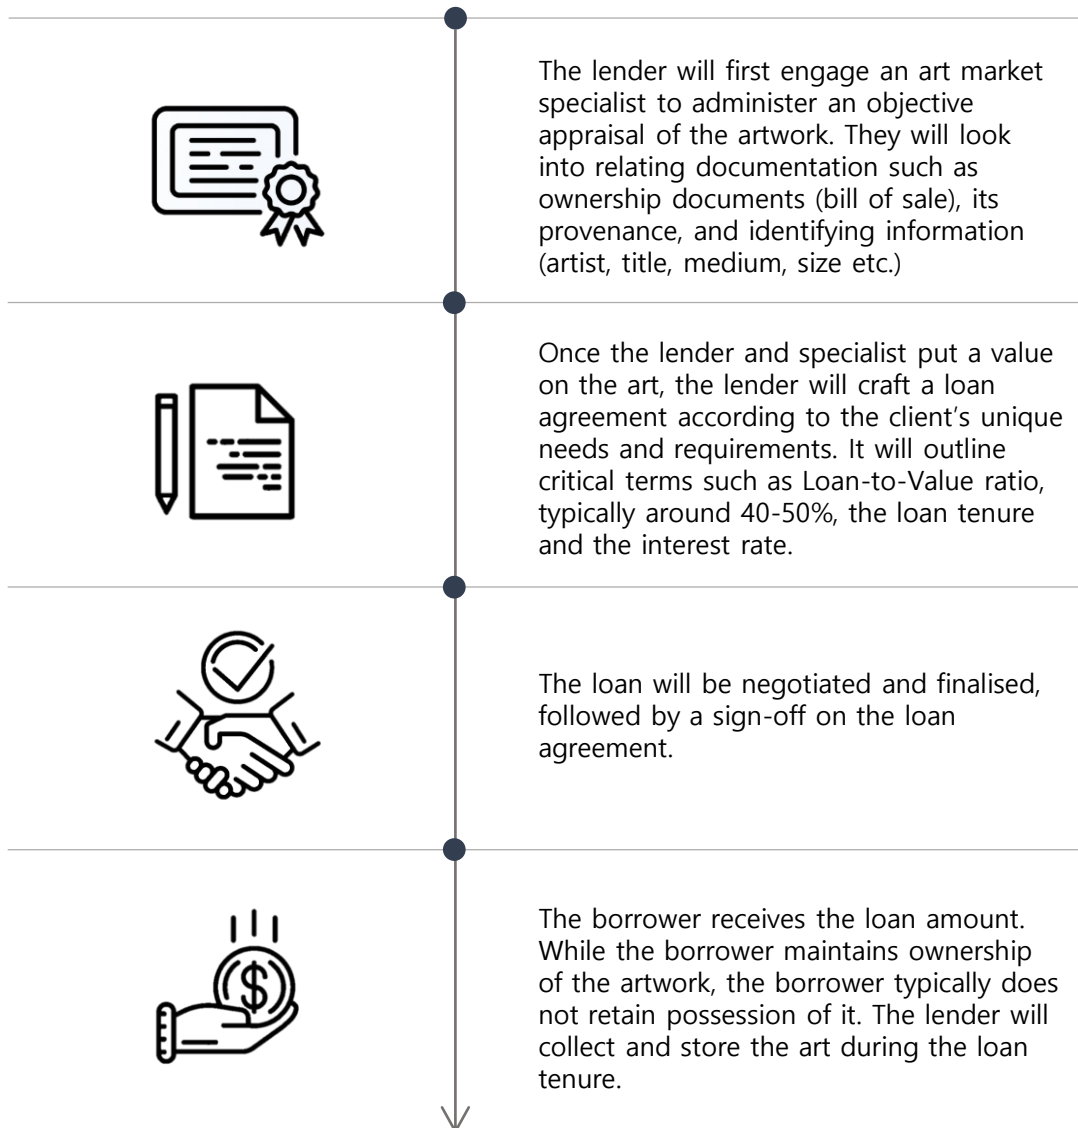 The lender will first engage an art market
specialist to administer an objective
appraisal of the artwork. They will look
into relating documentation such as
ownership documents (bill of sale), its
provenance, and identifying information
(artist, title, medium, size etc.)
Once the lender and specialist put a value
on the art, the lender will craft a loan
agreement according to the client’s unique
needs and requirements. It will outline
critical terms such as Loan-to-Value ratio,
typically around 40-50%, the loan tenure
and the interest rate.
The loan will be negotiated and finalised,
followed by a sign-off on the loan
agreement.
$
The borrower receives the loan amount.
While the borrower maintains ownership
of the artwork, the borrower typically does
not retain possession of it. The lender will
collect and store the art during the loan
tenure.